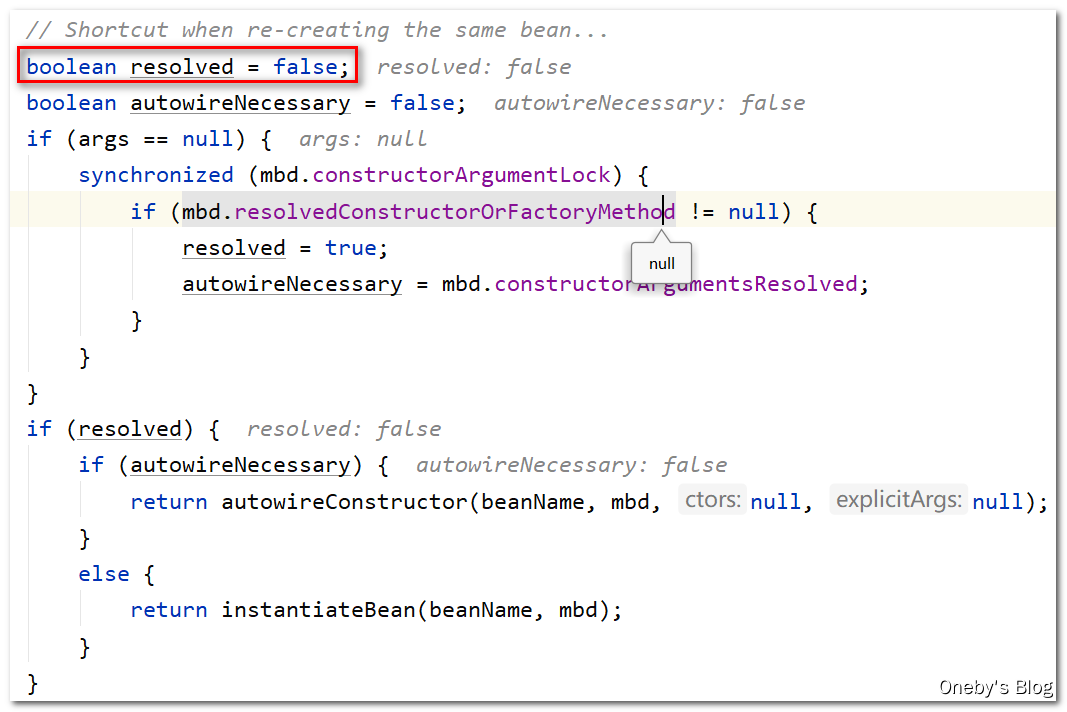 // Shortcut when re-creating the same bean...
boolean resolved = false;  resolved: false
boolean autowireNecessary = false;  autowireNecessary: false
if (args == null) {  args: null
    synchronized (mbd.constructorArgumentLock) {
        if (mbd.resolvedConstructorOrFactoryMethod != null) {
            resolved = true;
null
            autowireNecessary = mbd.constructorArgumentsResolved;
        }
    }
}
if (resolved) {  resolved: false
    if (autowireNecessary) {  autowireNecessary: false
        return autowireConstructor(beanName, mbd, ctors: null, explicitArgs: null);
    }
    else {
        return instantiateBean(beanName, mbd);
    }
}
Oneby's Blog